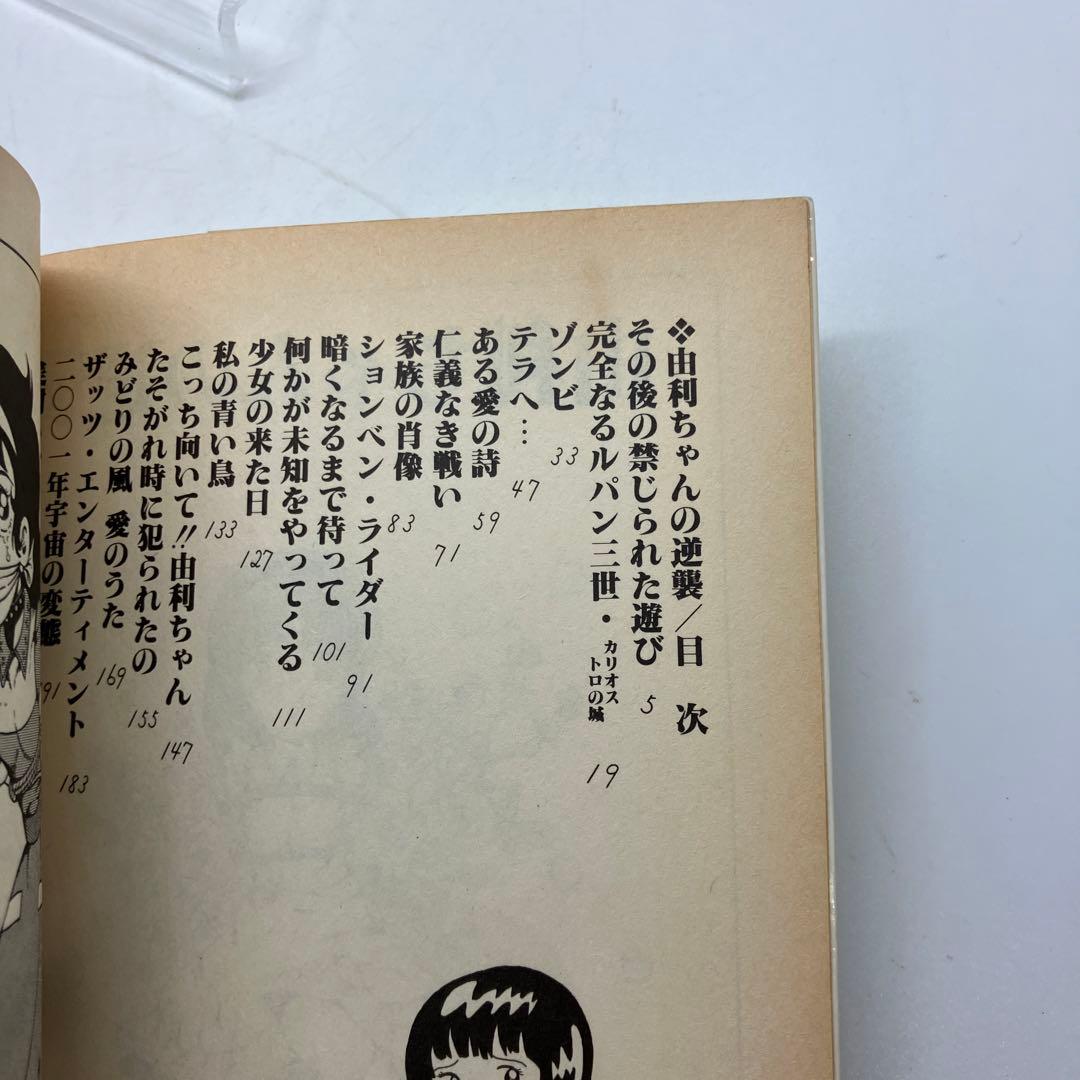 ❖由利ちゃんの逆襲／目 次
その後の禁じられた遊び 5
完全なるルパン三世・カリオストロの城 19
ゾンビ 33
テラへ… 47
ある愛の詩 59
仁義なき戦い 71
家族の肖像 83
ションベン・ライダー 91
暗くなるまで待って 101
何かが未知をやってくる 111
少女の来た日 127
私の青い鳥 133
こっち向いて!!由利ちゃん 147
たそがれ時に犯られたの 155
みどりの風 愛のうた 169
ザッツ・エンターティメント 183
二〇〇一年宇宙の変態 191